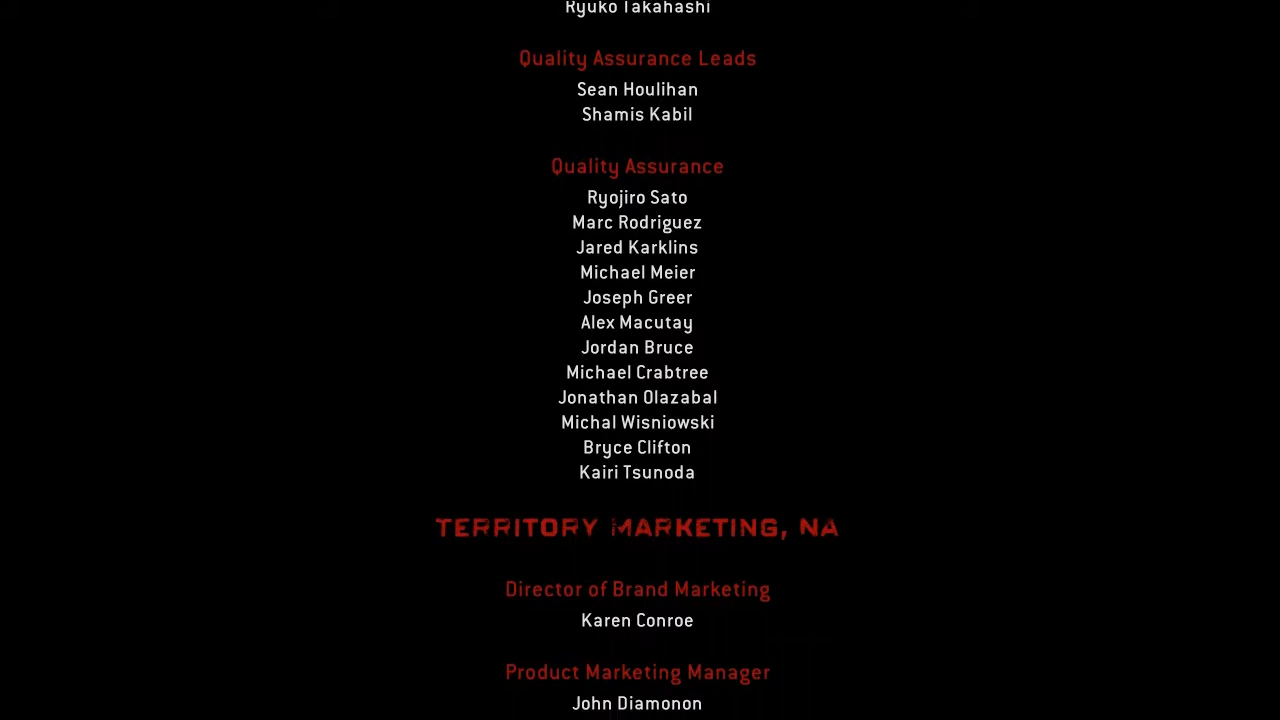 Ryuko Takahashi
Quality Assurance Leads
Sean Houlihan
Shamis Kabil
Quality Assurance
Ryojiro Sato
Marc Rodriguez
Jared Karklins
Michael Meier
Joseph Greer
Alex Macutay
Jordan Bruce
Michael Crabtree
Jonathan Olazabal
Michal Wisniowski
Bryce Clifton
Kairi Tsunoda
TERRITORY MARKETING, NA
Director of Brand Marketing
Karen Conroe
Product Marketing Manager
John Diamonon